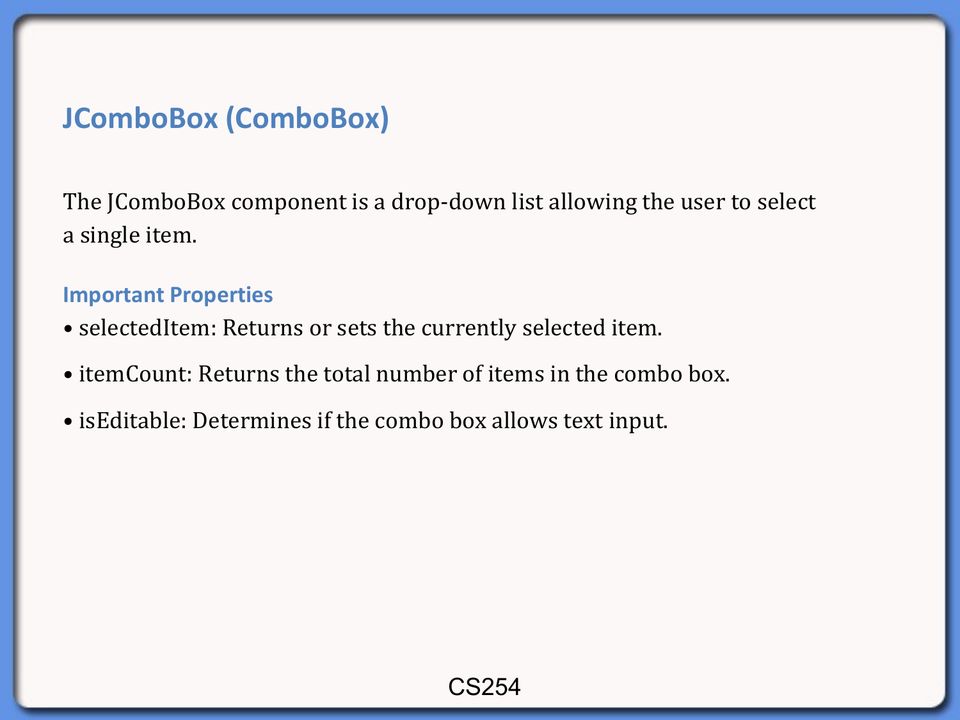 JComboBox (ComboBox)
The JComboBox component is a drop-down list allowing the user to select
a single item.
Important Properties
• selectedItem: Returns or sets the currently selected item.
• itemCount: Returns the total number of items in the combo box.
• isEditable: Determines if the combo box allows text input.
CS254